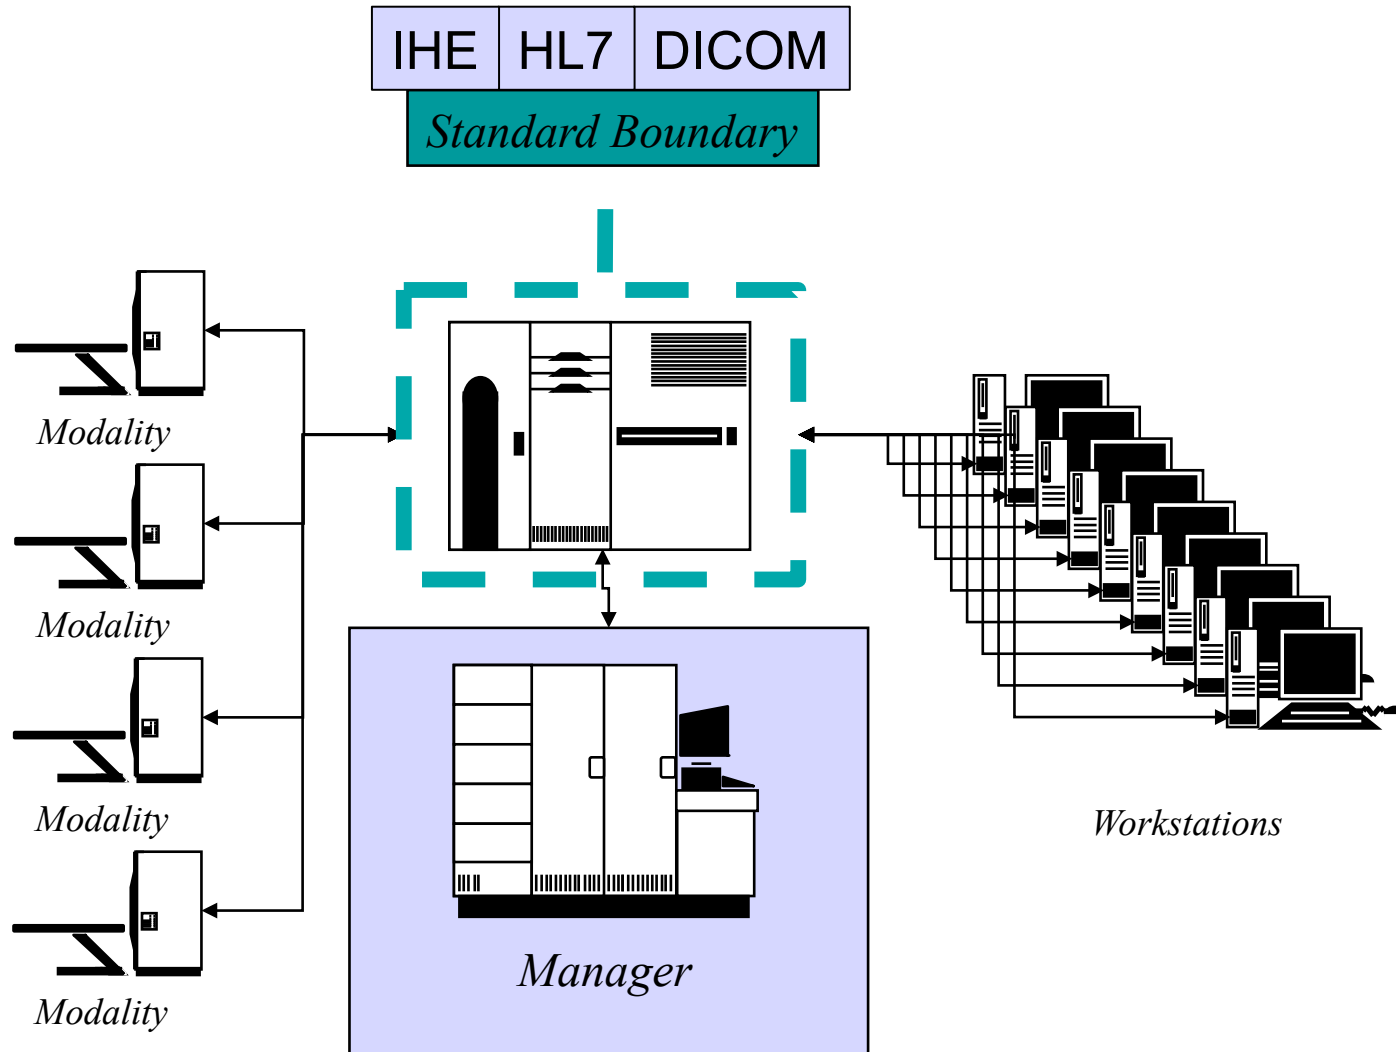 IHE HL7 DICOM
Standard Boundary
Modality
Modality
Modality
Workstations
Manager
Modality